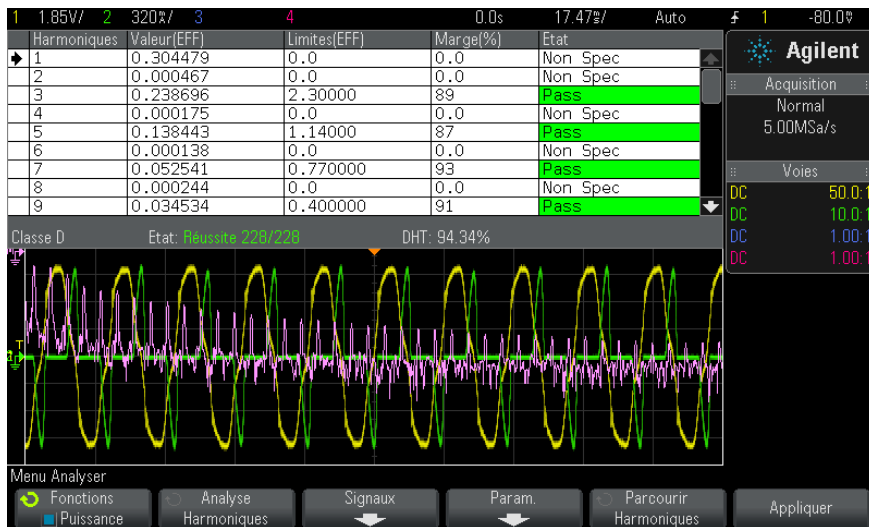 1 1.85V/ 2 320%/ 3 4 0.0s 17.47%/ Auto 1 -80.0V
Harmoniques Valeur(EFF) Limites(EFF) Marge(%) Etat
1 0.304479 0.0 0.0 Non Spec
2 0.000467 0.0 0.0 Non Spec
3 0.238696 2.30000 89 Pass
4 0.000175 0.0 0.0 Non Spec
5 0.138443 1.14000 87 Pass
6 0.000138 0.0 0.0 Non Spec
7 0.052541 0.770000 93 Pass
8 0.000244 0.0 0.0 Non Spec
9 0.034534 0.400000 91 Pass
Classe D Etat: Réussite 228/228 DHT: 94.34%
Agilent
Acquisition
Normal
5.00MSa/s
Voies
DC 50.0:1
DC 10.0:1
DC 1.00:1
DC 1.00:1
T
Menu Analyser
Fonctions
Puissance
Analyse
Harmoniques
Signaux
Param.
Parcourir
Harmoniques
Appliquer